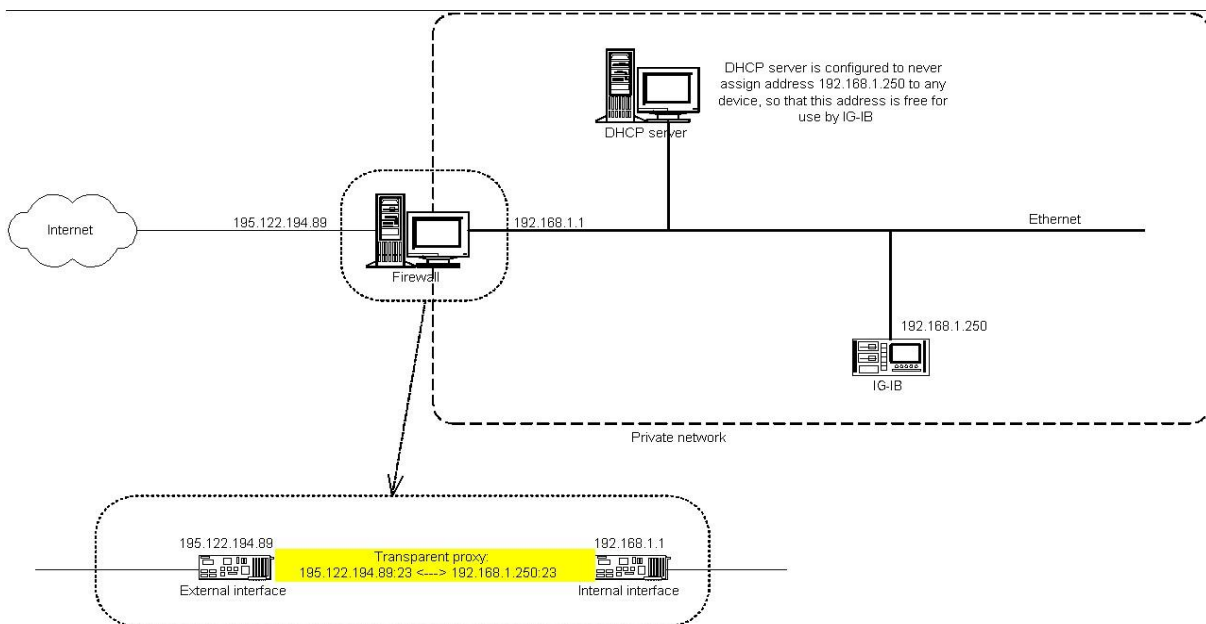 DHCP server is configured to never
assign address 192.168.1.250 to any
device, so that this address is free for
use by IG-IB
DHCP server
Internet
195.122.194.89
192.168.1.1
Ethernet
Firewall
192.168.1.250
IG-IB
Private network
195.122.194.89
192.168.1.1
Transparent proxy:
195.122.194.89:23 <---> 192.168.1.250:23
External interface
Internal interface